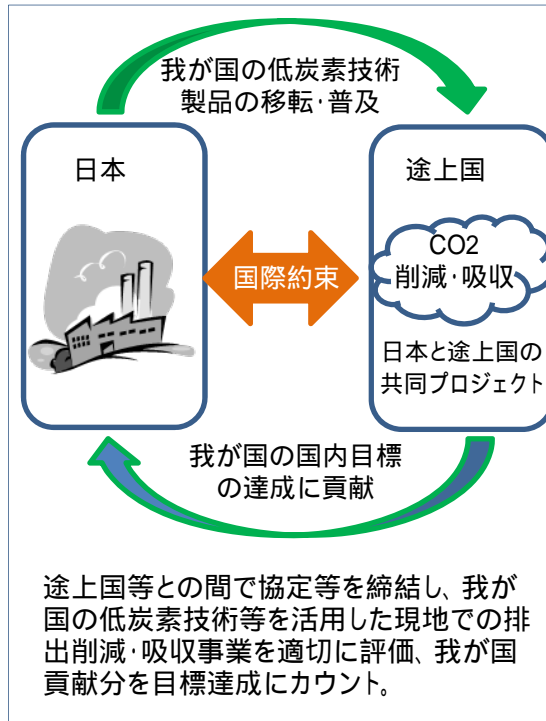 我が国の低炭素技術
製品の移転･普及
日本
途上国
CO2
削減･吸収
国際約束
日本と途上国の
共同プロジェクト
我が国の国内目標
の達成に貢献
途上国等との間で協定等を締結し、我が
国の低炭素技術等を活用した現地での排
出削減･吸収事業を適切に評価、我が国
貢献分を目標達成にカウント。